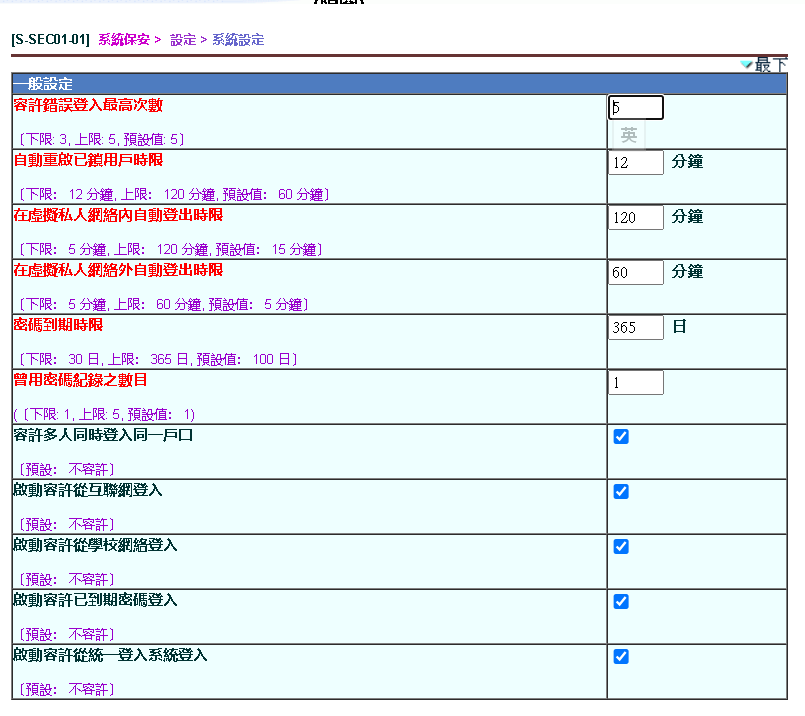 [S-SEC01-01] 系統保安 > 設定 > 系統設定
最下
一般設定
容許錯誤登入最高次數
5
〔下限: 3, 上限: 5, 預設值: 5〕
英
自動重啟已鎖用戶時限
12 分鐘
〔下限: 12 分鐘, 上限: 120 分鐘, 預設值: 60 分鐘〕
在虛擬私人網絡內自動登出時限
120 分鐘
〔下限: 5 分鐘, 上限: 120 分鐘, 預設值: 15 分鐘〕
在虛擬私人網絡外自動登出時限
60 分鐘
〔下限: 5 分鐘, 上限: 60 分鐘, 預設值: 5 分鐘〕
密碼到期時限
365 日
〔下限: 30 日, 上限: 365 日, 預設值: 100 日〕
曾用密碼紀錄之數目
1
(〔下限: 1, 上限: 5, 預設值: 1)
容許多人同時登入同一戶口
〔預設: 不容許〕
啟動容許從互聯網登入
〔預設: 不容許〕
啟動容許從學校網絡登入
〔預設: 不容許〕
啟動容許已到期密碼登入
〔預設: 不容許〕
啟動容許從統一登入系統登入
〔預設: 不容許〕